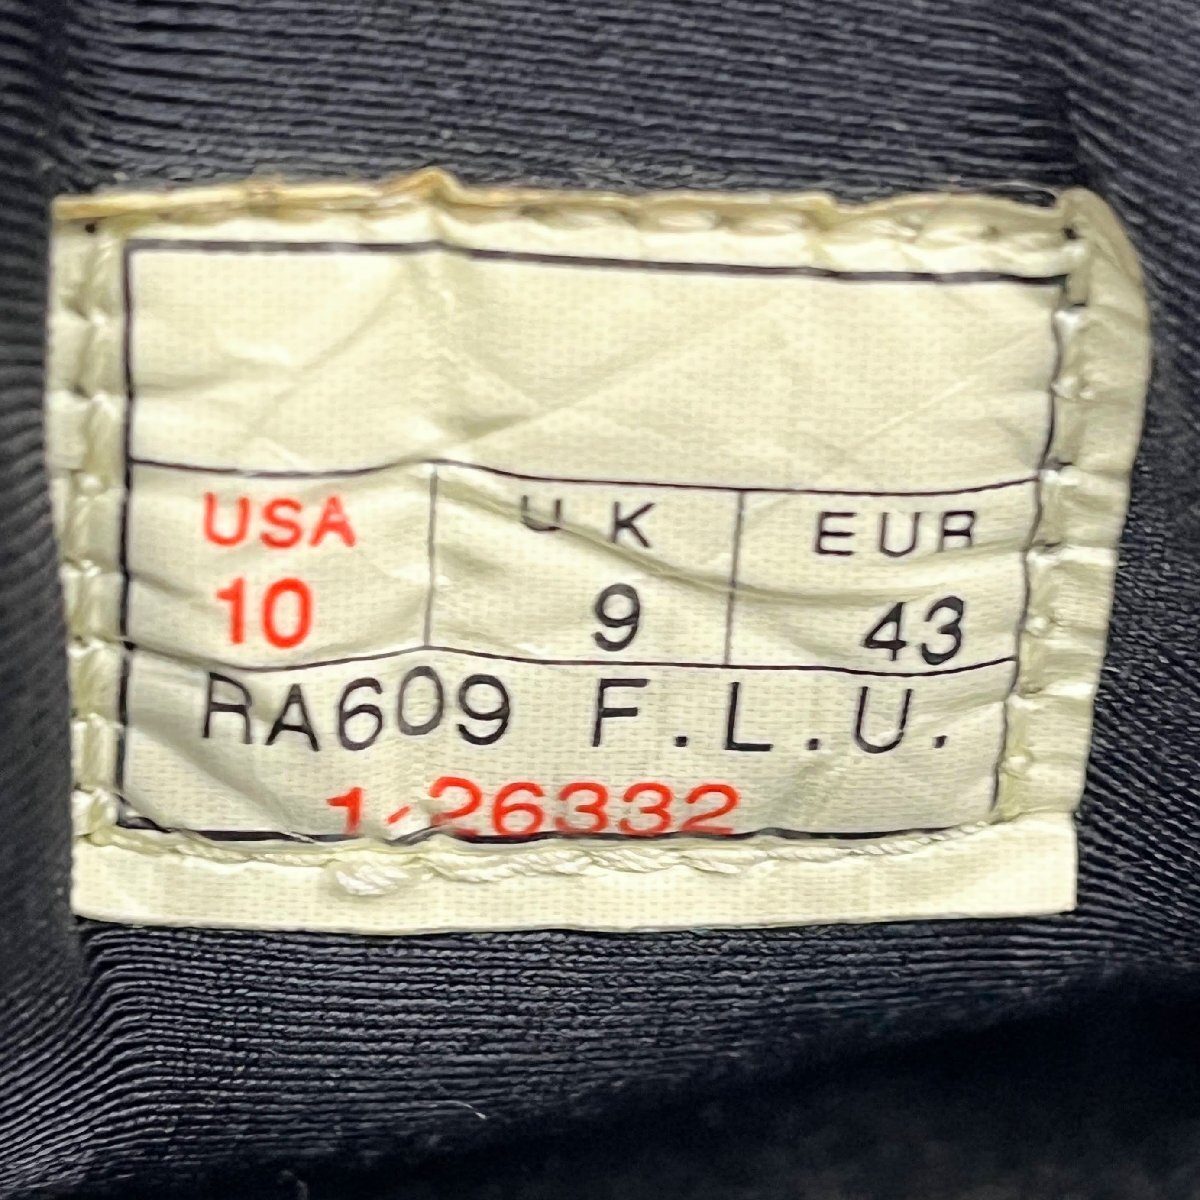 USA UK EUR
10 9 43
RA609 F.L.U.
1-26332